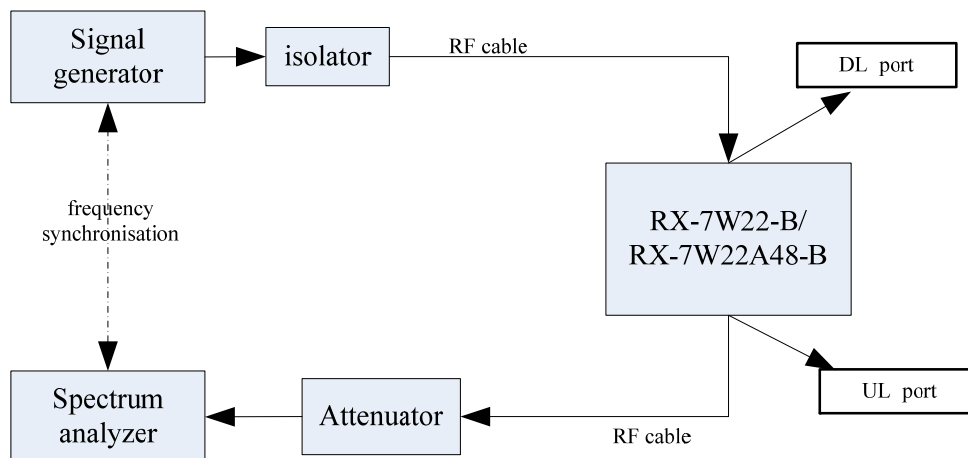 Signal
generator
isolator
RF cable
DL port
frequency
synchronisation
RX-7W22-B/
RX-7W22A48-B
Spectrum
analyzer
Attenuator
RF cable
UL port